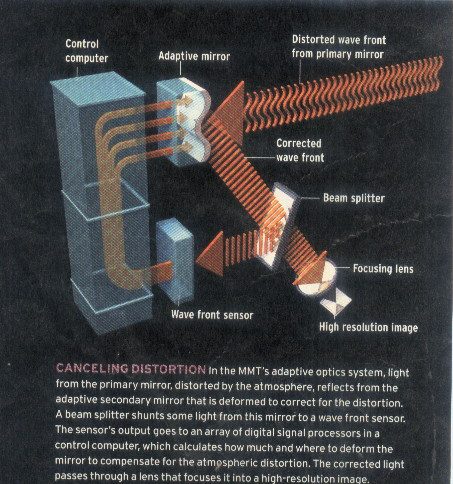 Control
computer
Adaptive mirror
Distorted wave front
from primary mirror
Corrected
wave front
Beam splitter
Focusing lens
Wave front sensor
High resolution image
CANCELING DISTORTION In the MMT's adaptive optics system, light
from the primary mirror, distorted by the atmosphere, reflects from the
adaptive secondary mirror that is deformed to correct for the distortion.
A beam splitter shunts some light from this mirror to a wave front sensor.
The sensor's output goes to an array of digital signal processors in a
control computer, which calculates how much and where to deform the
mirror to compensate for the atmospheric distortion. The corrected light
passes through a lens that focuses it into a high-resolution image.